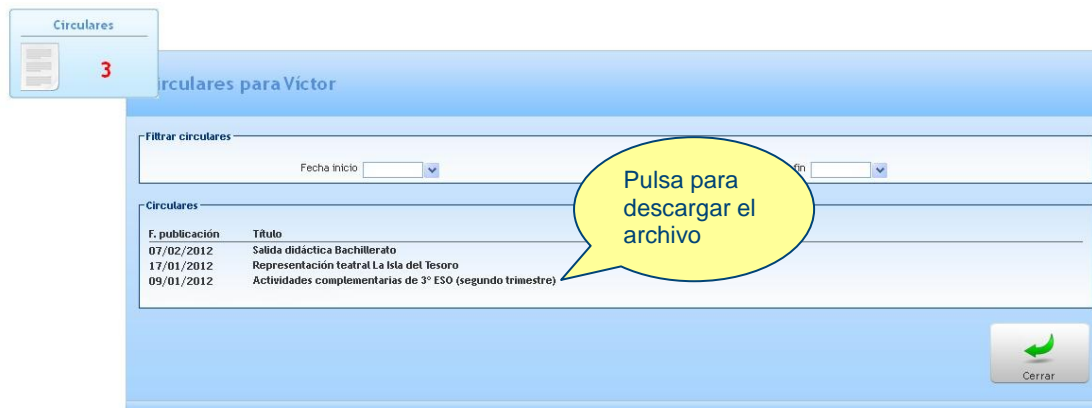 Circulares
3
irculares para Víctor
Filtrar circulares
Fecha inicio
fin
Pulsa para
descargar el
archivo
Circulares
F. publicación Título
07/02/2012 Salida didáctica Bachillerato
17/01/2012 Representación teatral La Isla del Tesoro
09/01/2012 Actividades complementarias de 3º ESO (segundo trimestre)
Cerrar